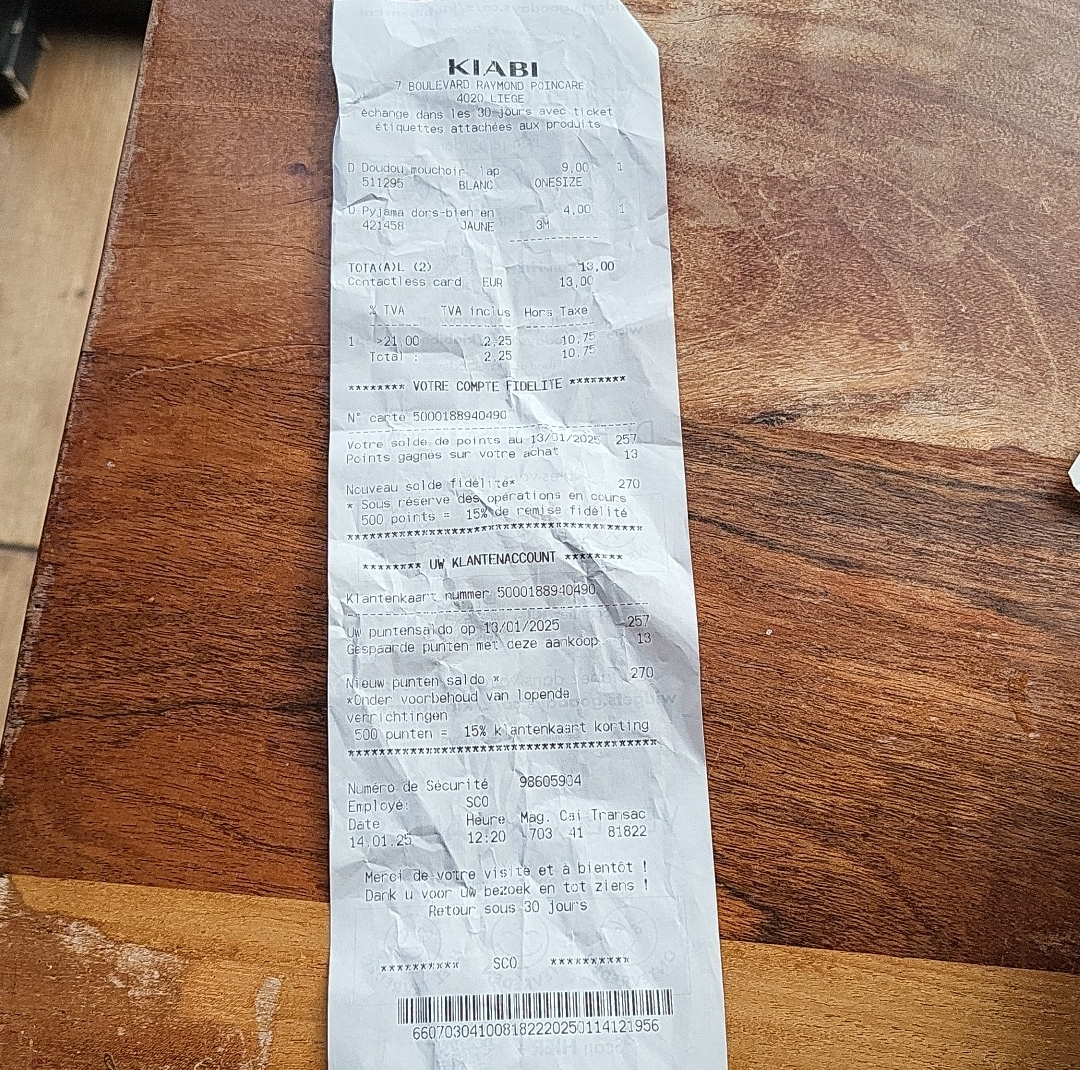 KIABI
7 BOULEVARD RAYMOND POINCARE
4020 LIEGE
échange dans les 30 jours avec ticket
étiquettes attachées aux produits
D Doudou mouchoir lap 9,00 1
511295 BLANC ONESIZE
U Pyjama dors-bien en 4,00 1
421458 JAUNE 3M
------------
TOTA(A)L (2) 13,00
Contactless card EUR 13,00
% TVA TVA inclus Hors Taxe
1 >21,00 2,25 10,75
Total : 2,25 10,75
******** VOTRE COMPTE FIDELITE ********
N° carte 5000188940490
Votre solde de points au 13/01/2025 257
Points gagnés sur votre achat 13
Nouveau solde fidélité* 270
* Sous réserve des opérations en cours
500 points = 15% de remise fidélité
******** UW KLANTENACCOUNT ********
Klantenkaart nummer 5000188940490
Uw puntensaldo op 13/01/2025 257
Gespaarde punten met deze aankoop 13
Nieuw punten saldo * 270
*Onder voorbehoud van lopende
verrichtingen
500 punten = 15% klantenkaart korting
Numéro de Sécurité 98605904
Employé: SCO
Date Heure Mag. Cai Transac
14.01.25 12:20 703 41 81822
Merci de votre visite et à bientôt !
Dank u voor uw bezoek en tot ziens !
Retour sous 30 jours
********** SCO **********
6607030410081822202501141219​56